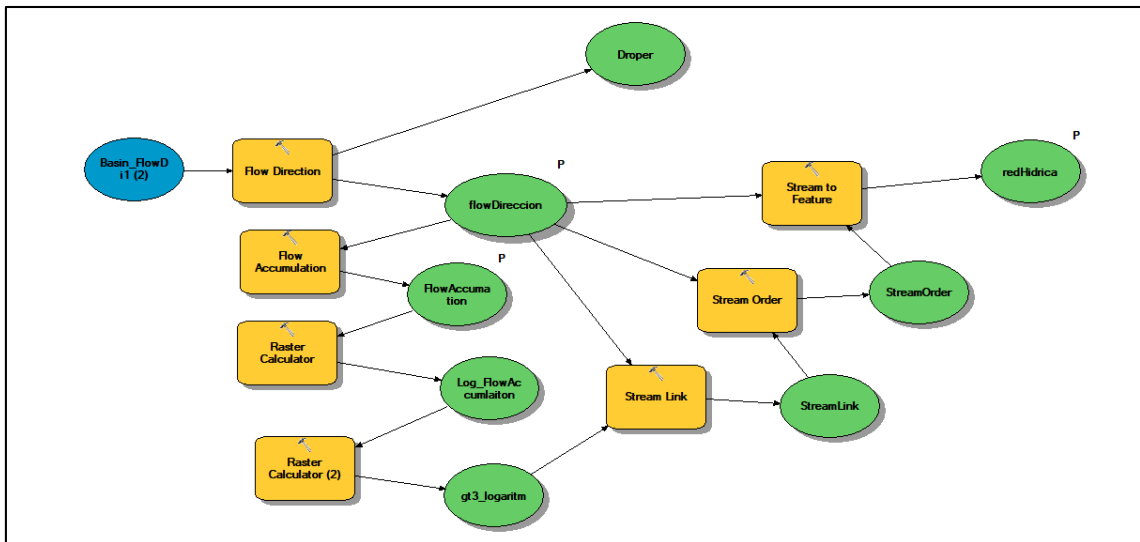 Droper
Basin_FlowD
i1 (2)
Flow Direction
P
flowDireccion
Stream to
Feature
P
redHidrica
Flow
Accumulation
P
FlowAccuma
tion
Stream Order
StreamOrder
Raster
Calculator
Log_FlowAc
cumlaiton
Stream Link
StreamLink
Raster
Calculator (2)
gt3_logaritm